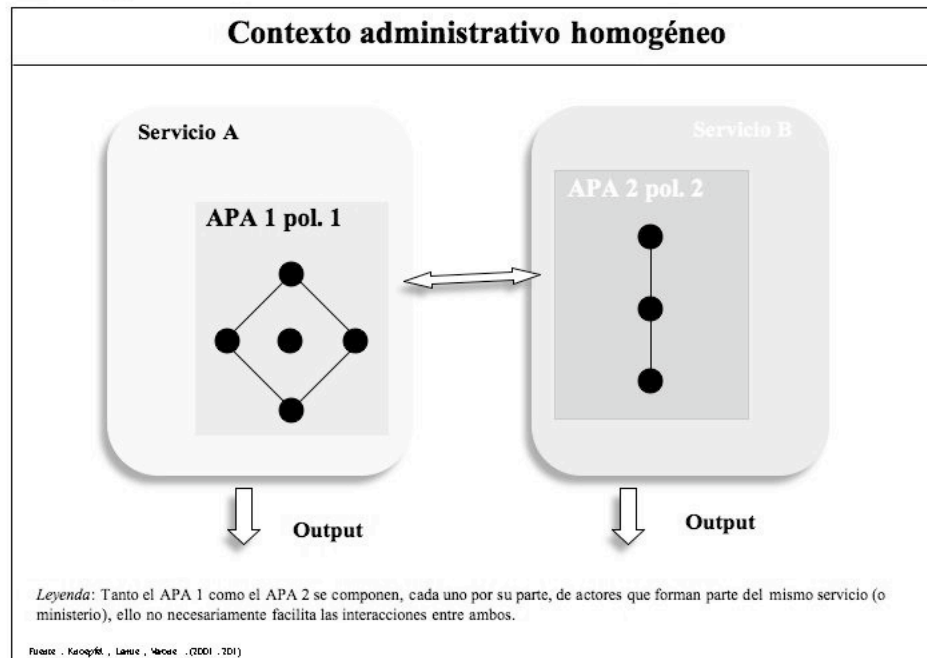 Contexto administrativo homogéneo
Servicio A
Servicio B
APA 1 pol. 1
APA 2 pol. 2
Output
Output
Leyenda: Tanto el APA 1 como el APA 2 se componen, cada uno por su parte, de actores que forman parte del mismo servicio (o
ministerio), ello no necesariamente facilita las interacciones entre ambos.
(2001 : 201)